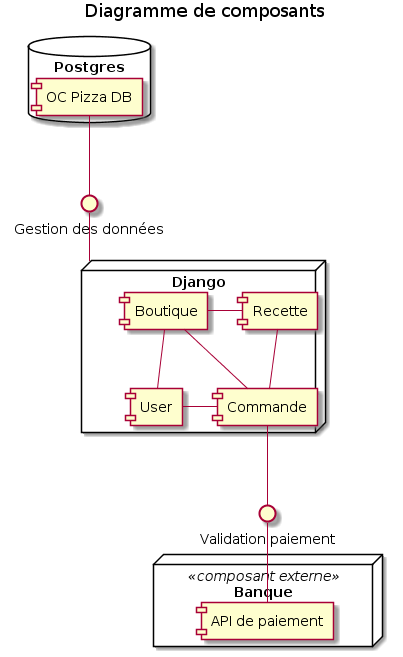 Diagramme de composants
Postgres
OC Pizza DB
Gestion des données
Django
Boutique
Recette
User
Commande
Validation paiement
«composant externe»
Banque
API de paiement